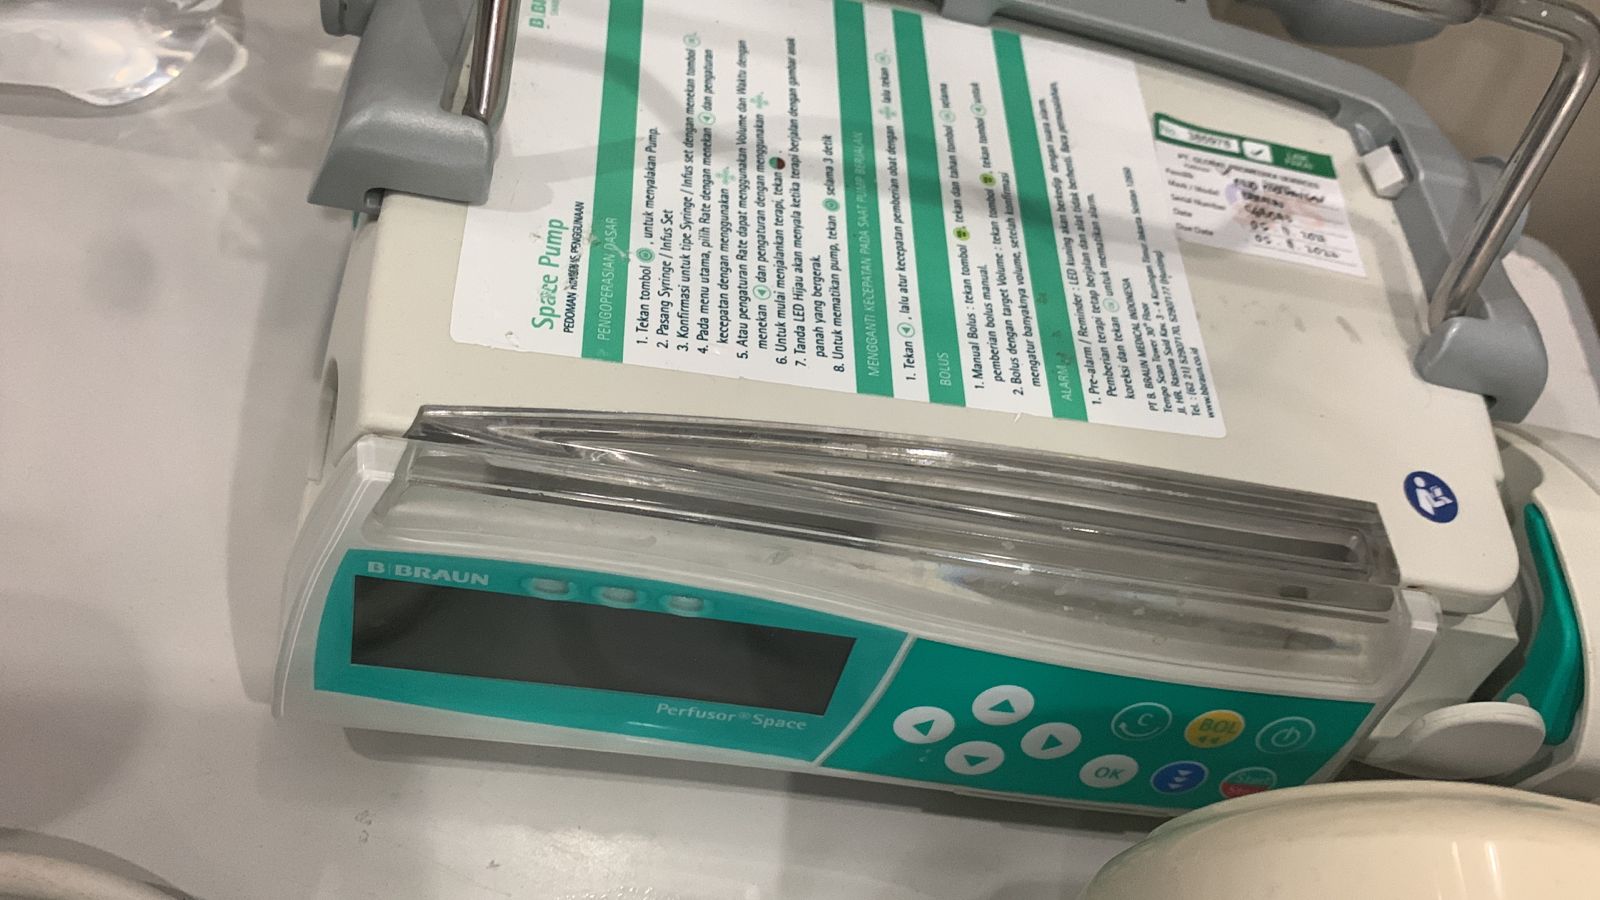 Space Pump
PENGOPERASIAN DASAR
1. Tekan tombol , untuk menyalakan Pump.
2. Pasang Syringe / Infus Set
3. Konfirmasi untuk tipe Syringe / Infus set dengan menekan tombol
4. Pada menu utama, pilih Rate dengan menekan dan pengaturan
kecepatan dengan menggunakan
5. Atau pengaturan Rate dapat menggunakan Volume dan Waktu dengan
menekan dan pengaturan dengan menggunakan
6. Untuk mulai menjalankan terapi, tekan
7. Tanda LED Hijau akan menyala ketika terapi berjalan dengan gambar anak
panah yang bergerak.
8. Untuk mematikan pump, tekan selama 3 detik
MENGGANTI KECEPATAN PADA SAAT PUMP BERJALAN
1. Tekan , lalu atur kecepatan pemberian obat dengan lalu tekan
BOLUS
1. Manual Bolus : tekan tombol , tekan dan tahan tombol selama
pemberian bolus manual.
2. Bolus dengan target Volume : tekan tombol , tekan tombol untuk
mengatur banyaknya volume, setelah konfirmasi
ALARM
1. Pre-alarm / Reminder : LED kuning akan berkedip dengan suara alarm.
Pemberian terapi tetap berjalan dan alat tidak berhenti. Baca permasalahan,
koreksi dan tekan untuk mematikan alarm.
PT B. BRAUN MEDICAL INDONESIA
www.bbraun.co.id
Serial Number
Date
Due Date
B BRAUN
Perfusor® Space
C
BOL
OK